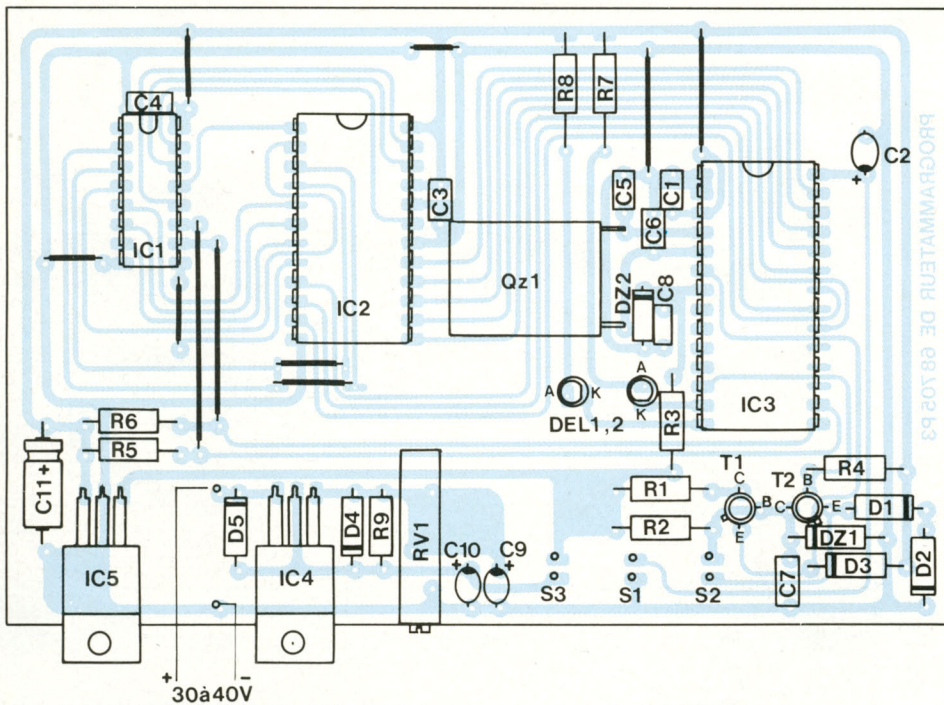 C4
IC1
IC2
C3
Qz1
R8
R7
C5
C1
C6
DZ2
C8
C2
+
IC3
PROGRAMMATEUR DE 68705P3
A
K
A
K
DEL1,2
R3
R6
R5
C11+
IC5
D5
IC4
D4
R9
RV1
C10
+
C9
+
S3
S1
S2
R1
R2
T1
C
B
E
T2
B
C
E
R4
D1
DZ1
D3
C7
D2
+
-
30à40V